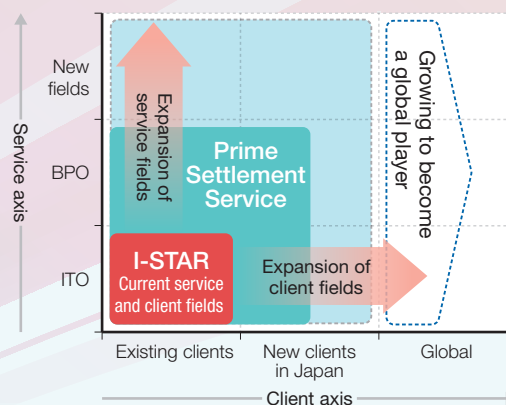 Service axis
New
fields
BPO
ITO
Expansion of
service fields
Prime
Settlement
Service
I-STAR
Current service
and client fields
Expansion of
client fields
Growing to become
a global player
Existing clients
New clients
in Japan
Global
Client axis